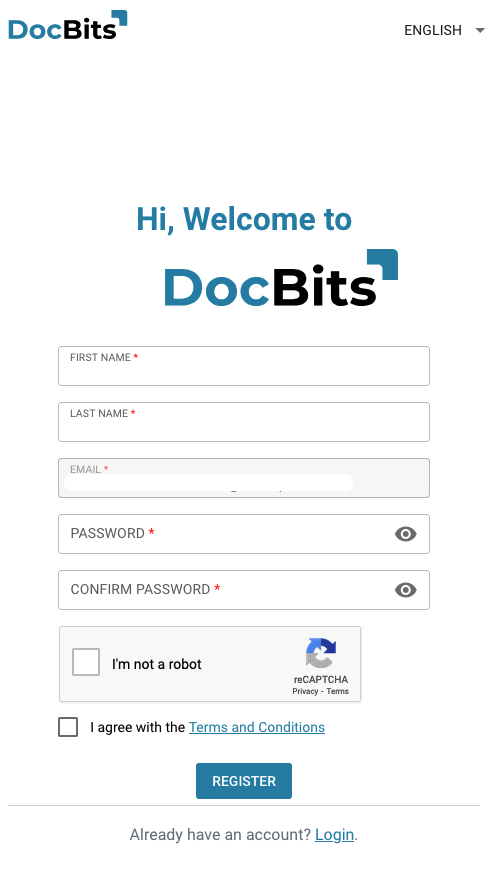 DocBits
ENGLISH
Hi, Welcome to
DocBits
FIRST NAME *
LAST NAME *
EMAIL *
PASSWORD *
CONFIRM PASSWORD *
I'm not a robot
reCAPTCHA
Privacy - Terms
I agree with the Terms and Conditions
REGISTER
Already have an account? Login.